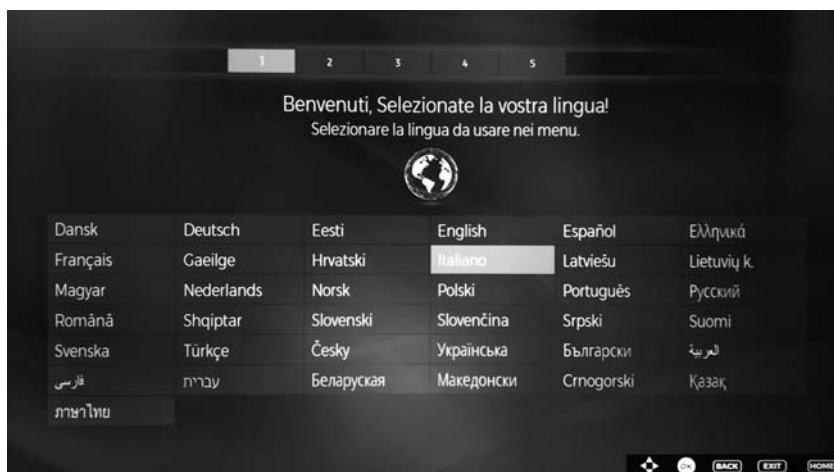 1 2 3 4 5
Benvenuti, Selezionate la vostra lingua!
Selezionare la lingua da usare nei menu.
Dansk Deutsch Eesti English Español Ελληνικά
Français Gaeilge Hrvatski Italiano Latviešu Lietuvių k.
Magyar Nederlands Norsk Polski Português Русский
Română Shqiptar Slovenski Slovenčina Srpski Suomi
Svenska Türkçe Česky Українська Български العربية
فارسی עברית Беларуская Македонски Crnogorski Қазақ
ภาษาไทย
OK BACK EXIT HOME